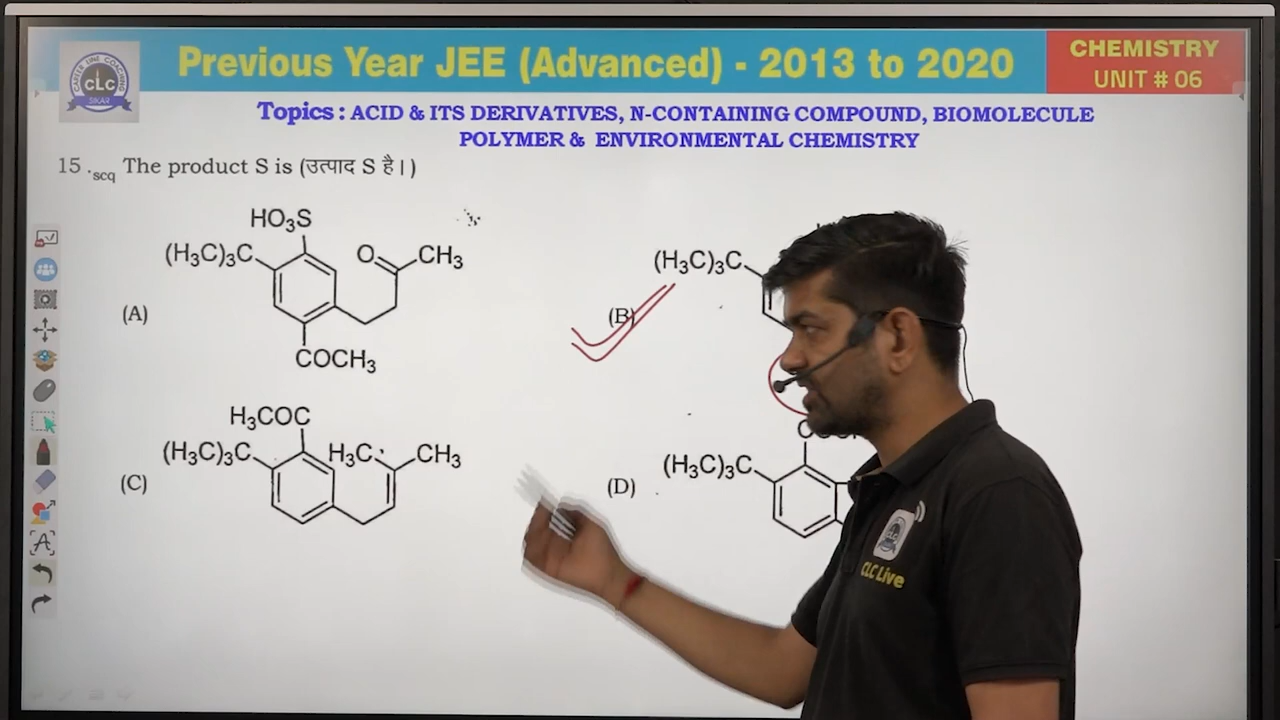 Previous Year JEE (Advanced) - 2013 to 2020
CHEMISTRY
UNIT # 06
CLC
SIKAR
Topics : ACID & ITS DERIVATIVES, N-CONTAINING COMPOUND, BIOMOLECULE
POLYMER & ENVIRONMENTAL CHEMISTRY
15 .scq The product S is (उत्पाद S है।)
HO₃S
(H₃C)₃C
O
CH₃
(A)
COCH₃
(H₃C)₃C
(B)
H₃COC
(H₃C)₃C
H₃C
CH₃
(C)
(H₃C)₃C
(D)
CLC Live